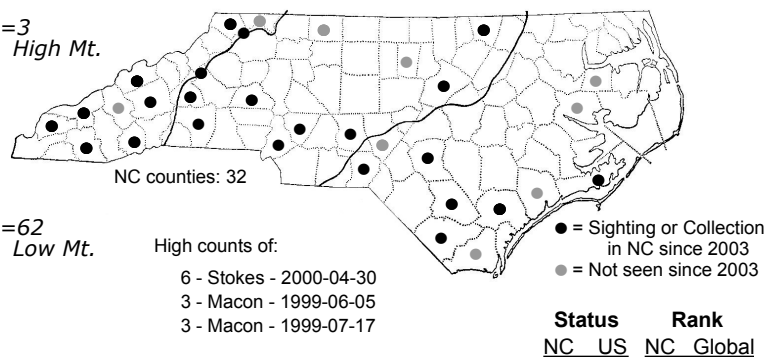 =3
High Mt.
NC counties: 32
=62
Low Mt.
High counts of:
6 - Stokes - 2000-04-30
3 - Macon - 1999-06-05
3 - Macon - 1999-07-17
● = Sighting or Collection
in NC since 2003
● = Not seen since 2003
Status Rank
NC US NC Global